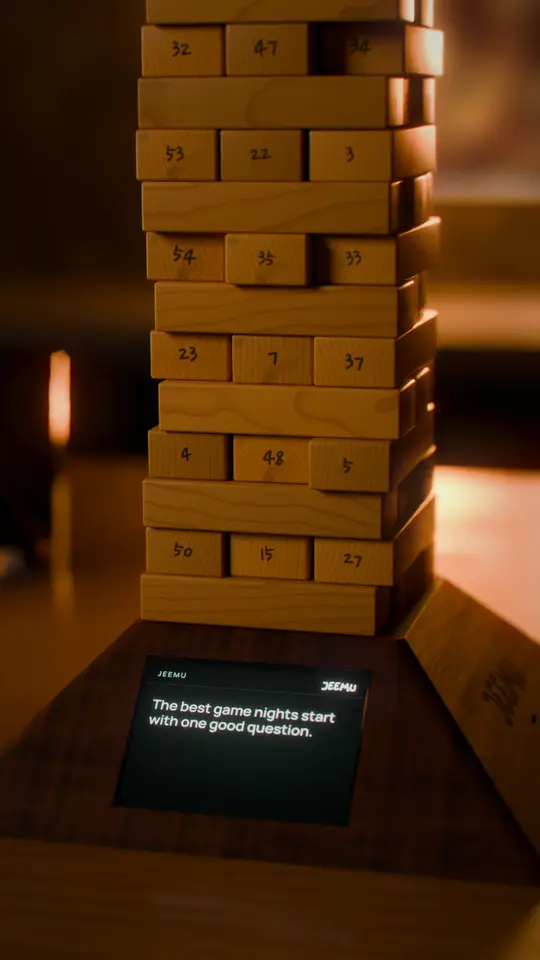 32 47 34
53 22 3
54 35 33
23 7 37
4 48 5
50 15 27
JEEMU
JEEMU
The best game nights start
with one good question.
JEEMU